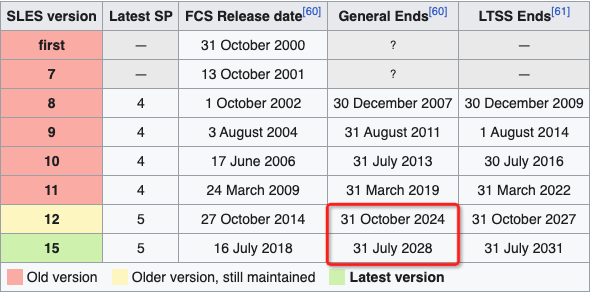 SLES version Latest SP FCS Release date[60] General Ends[60] LTSS Ends[61]
first — 31 October 2000 ? —
7 — 13 October 2001 ? —
8 4 1 October 2002 30 December 2007 30 December 2009
9 4 3 August 2004 31 August 2011 1 August 2014
10 4 17 June 2006 31 July 2013 30 July 2016
11 4 24 March 2009 31 March 2019 31 March 2022
12 5 27 October 2014 31 October 2024 31 October 2027
15 5 16 July 2018 31 July 2028 31 July 2031
Old version Older version, still maintained Latest version